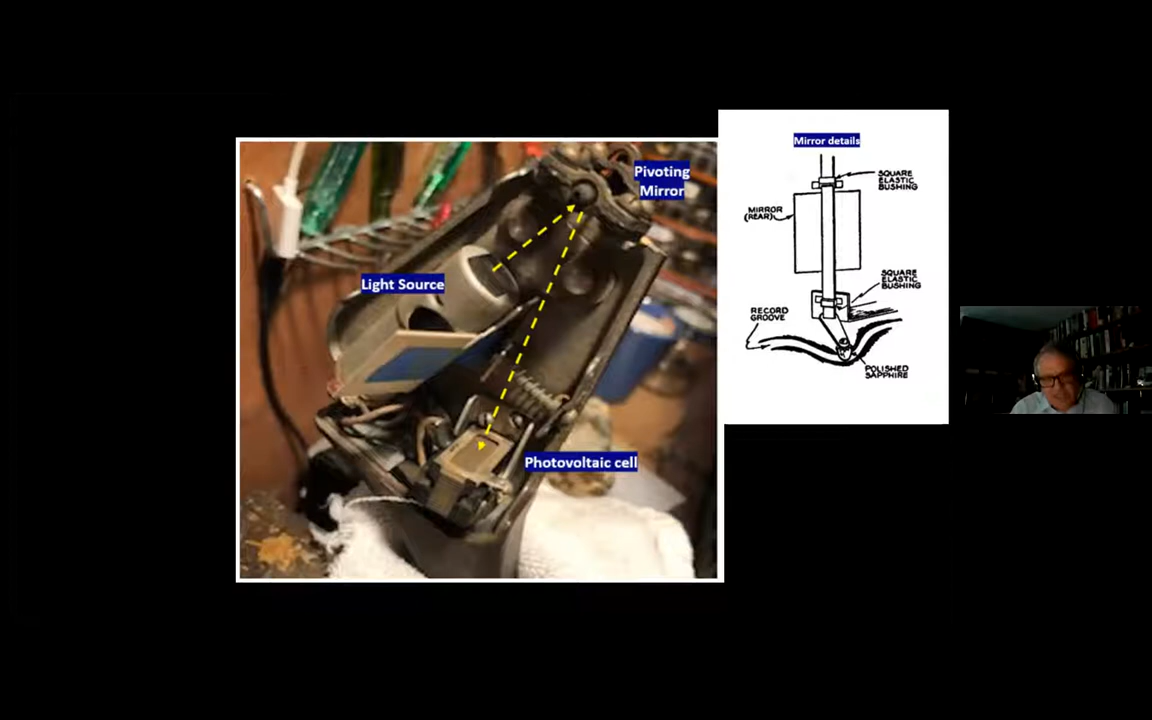 Pivoting
Mirror
Light Source
Photovoltaic cell
Mirror details
SQUARE
ELASTIC
BUSHING
MIRROR
(REAR)
SQUARE
ELASTIC
BUSHING
RECORD
GROOVE
POLISHED
SAPPHIRE